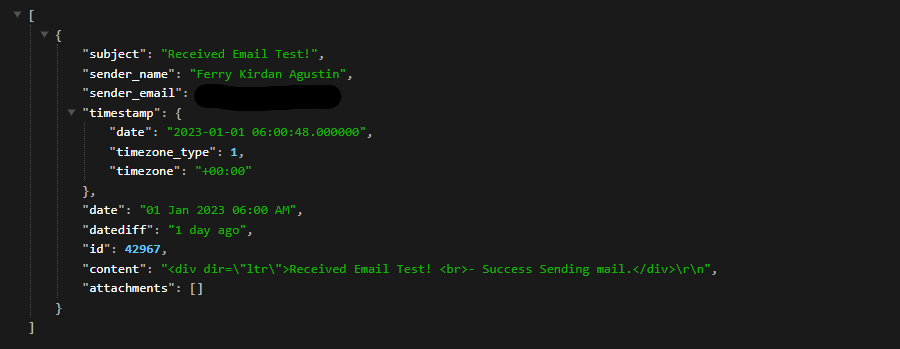 [
{
"subject": "Received Email Test!",
"sender_name": "Ferry Kirdan Agustin",
"sender_email":
"timestamp": {
"date": "2023-01-01 06:00:48.000000",
"timezone_type": 1,
"timezone": "+00:00"
},
"date": "01 Jan 2023 06:00 AM",
"datediff": "1 day ago",
"id": 42967,
"content": "<div dir=\"ltr\">Received Email Test! <br>- Success Sending mail.</div>\r\n",
"attachments": []
}
]